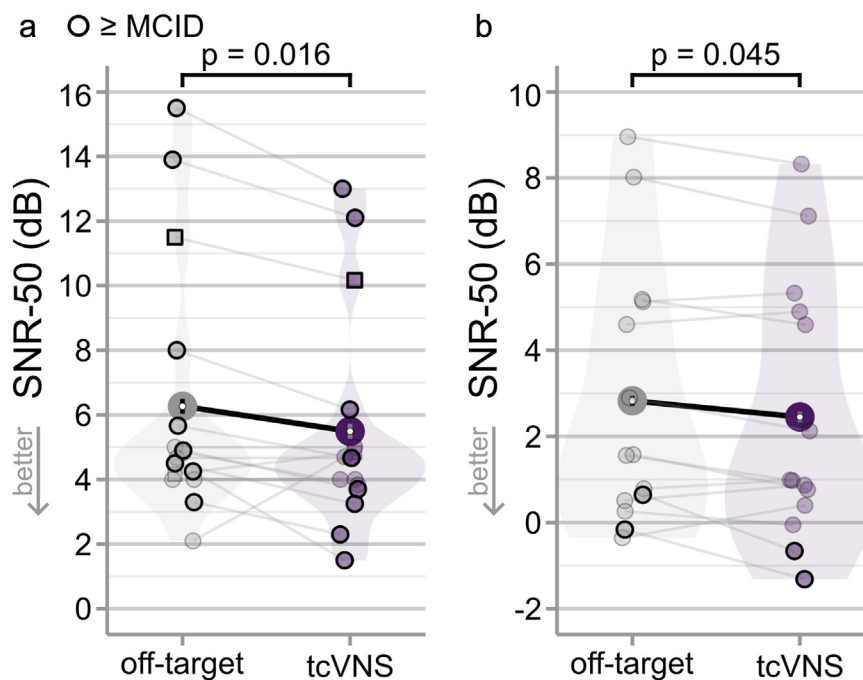 a ○ ≥ MCID
p = 0.016
SNR-50 (dB)
better
16
14
12
10
8
6
4
2
0
off-target tcVNS
b
p = 0.045
SNR-50 (dB)
better
10
8
6
4
2
0
-2
off-target tcVNS